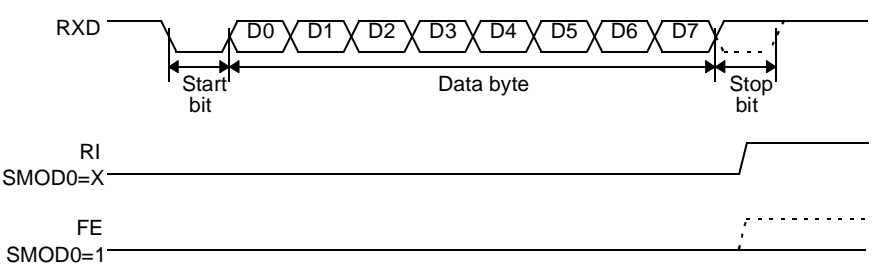 RXD D0 D1 D2 D3 D4 D5 D6 D7
Start bit
Data byte
Stop bit
RI
SMOD0=X
FE
SMOD0=1